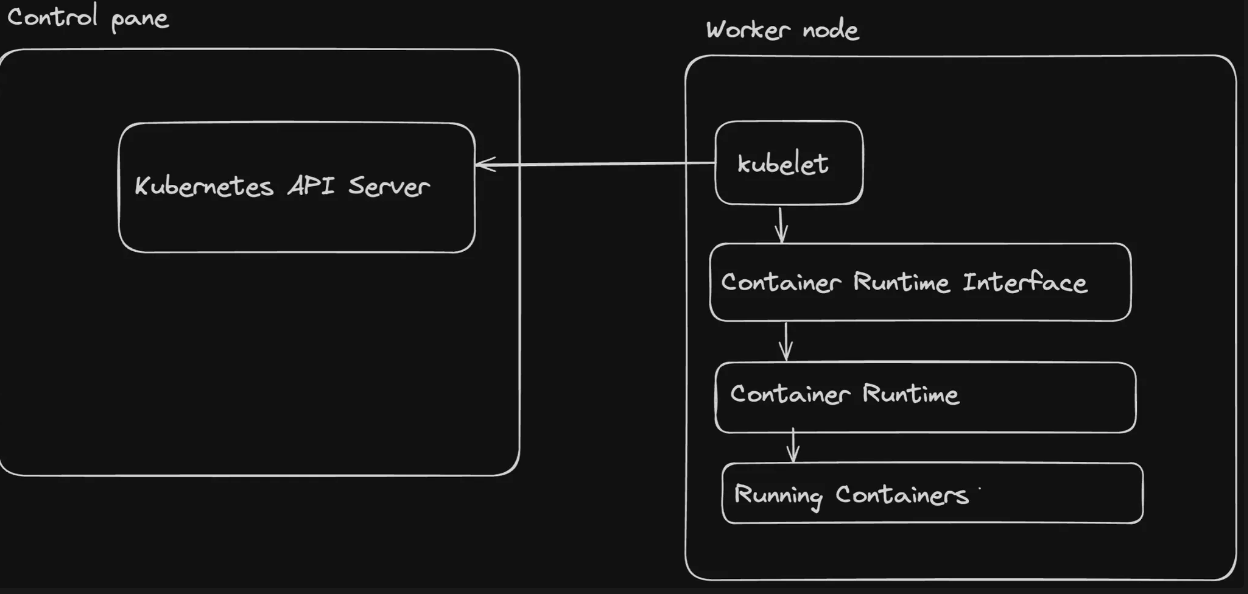 Control pane
Worker node
Kubernetes API Server
kubelet
Container Runtime Interface
Container Runtime
Running Containers